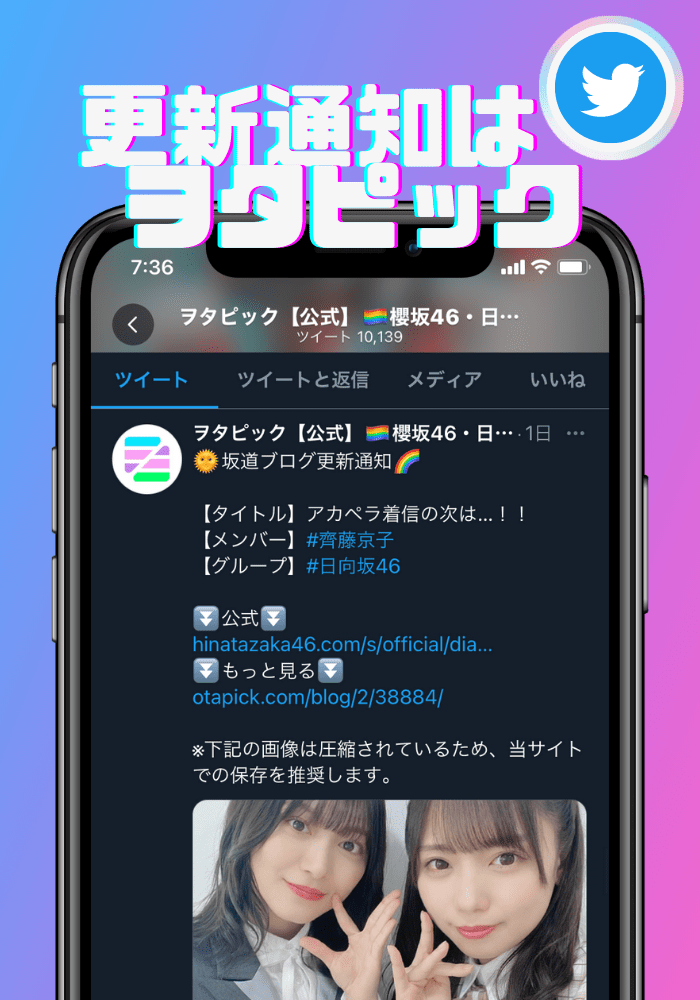 更新通知は
ヲタピック
7:36
ヲタピック【公式】🏳️‍🌈櫻坂46・日…
ツイート 10,139
ツイート ツイートと返信 メディア いいね
ヲタピック【公式】🏳️‍🌈櫻坂46・日… · 1日 …
🌞坂道ブログ更新通知🌈
【タイトル】アカペラ着信の次は…！！
【メンバー】#齊藤京子
【グループ】#日向坂46
⏬公式⏬
hinatazaka46.com/s/official/dia…
⏬もっと見る⏬
otapick.com/blog/2/38884/
※下記の画像は圧縮されているため、当サイト
での保存を推奨します。